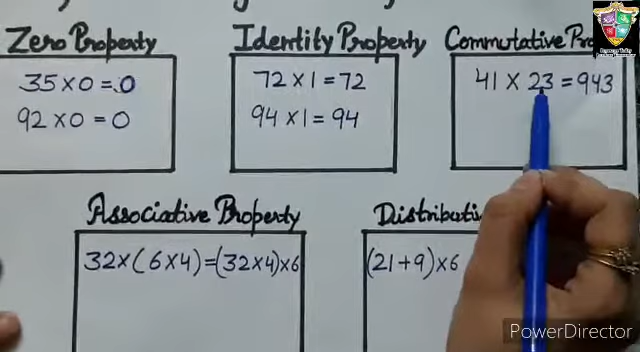 Zero Property
35 × 0 = 0
92 × 0 = 0
Identity Property
72 × 1 = 72
94 × 1 = 94
Commutative Pro
41 × 23 = 943
Associative Property
32 × (6 × 4) = (32 × 4) × 6
Distributi
(21 + 9) × 6
PowerDirector